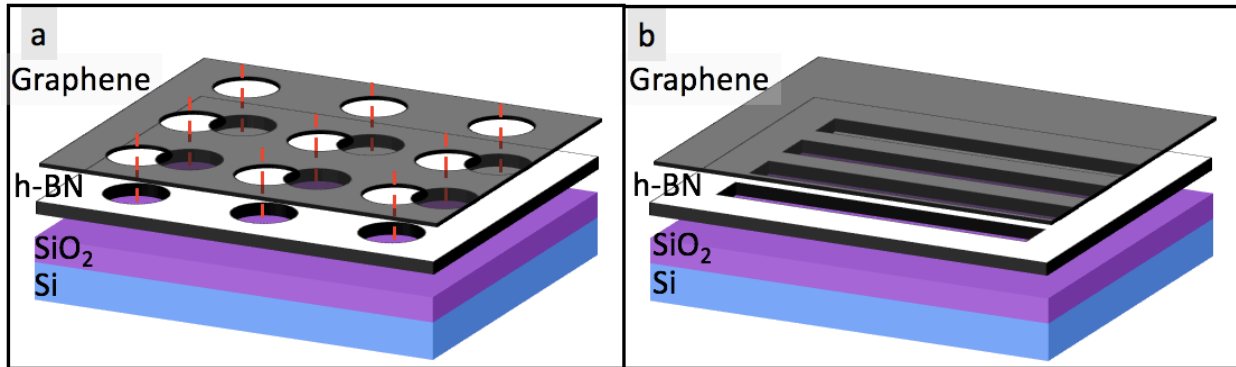 a
Graphene
h-BN
SiO₂
Si
b
Graphene
h-BN
SiO₂
Si